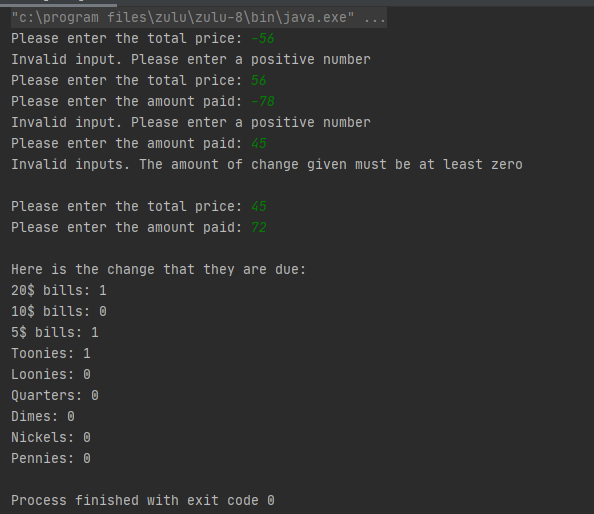 "c:\program files\zulu\zulu-8\bin\java.exe" ...
Please enter the total price: -56
Invalid input. Please enter a positive number
Please enter the total price: 56
Please enter the amount paid: -78
Invalid input. Please enter a positive number
Please enter the amount paid: 45
Invalid inputs. The amount of change given must be at least zero
Please enter the total price: 45
Please enter the amount paid: 72
Here is the change that they are due:
20$ bills: 1
10$ bills: 0
5$ bills: 1
Toonies: 1
Loonies: 0
Quarters: 0
Dimes: 0
Nickels: 0
Pennies: 0
Process finished with exit code 0